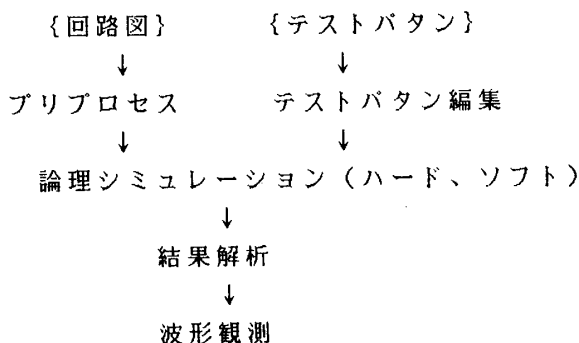 {回路図} {テストパタン}
↓ ↓
プリプロセス テストパタン編集
↓ ↓
論理シミュレーション(ハード、ソフト)
↓
結果解析
↓
波形観測